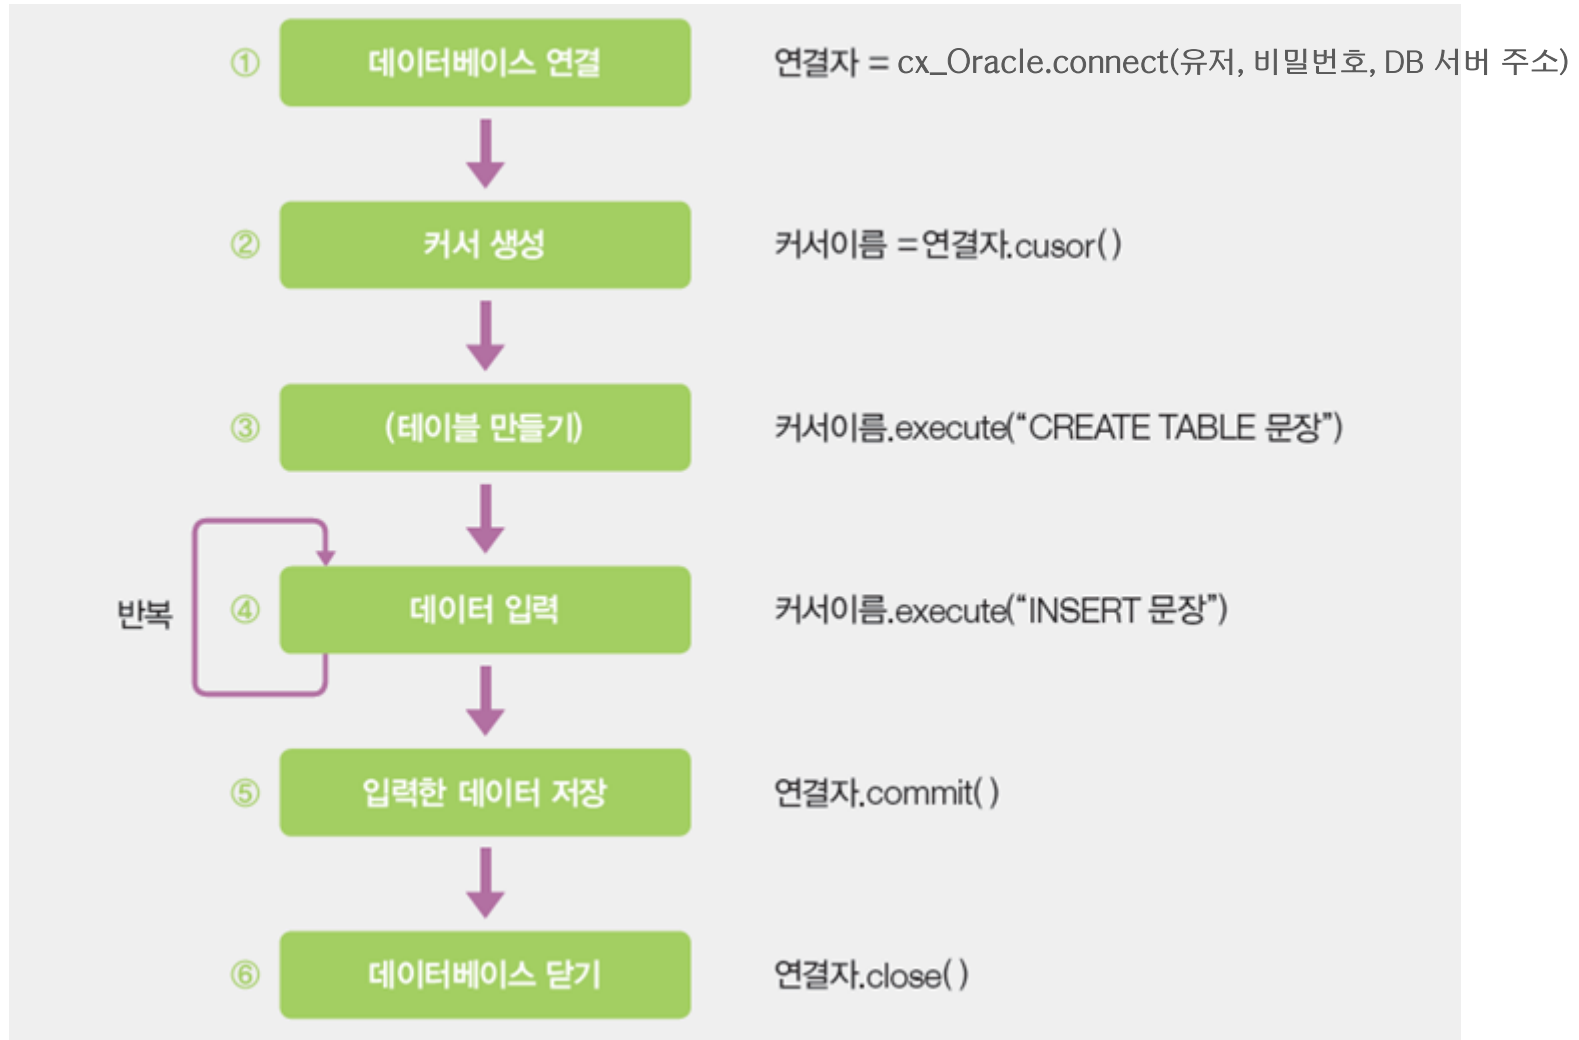 ① 데이터베이스 연결 연결자 = cx_Oracle.connect(유저, 비밀번호, DB 서버 주소)
② 커서 생성 커서이름 =연결자.cusor( )
③ (테이블 만들기) 커서이름.execute(“CREATE TABLE 문장”)
반복 ④ 데이터 입력 커서이름.execute(“INSERT 문장”)
⑤ 입력한 데이터 저장 연결자.commit( )
⑥ 데이터베이스 닫기 연결자.close( )